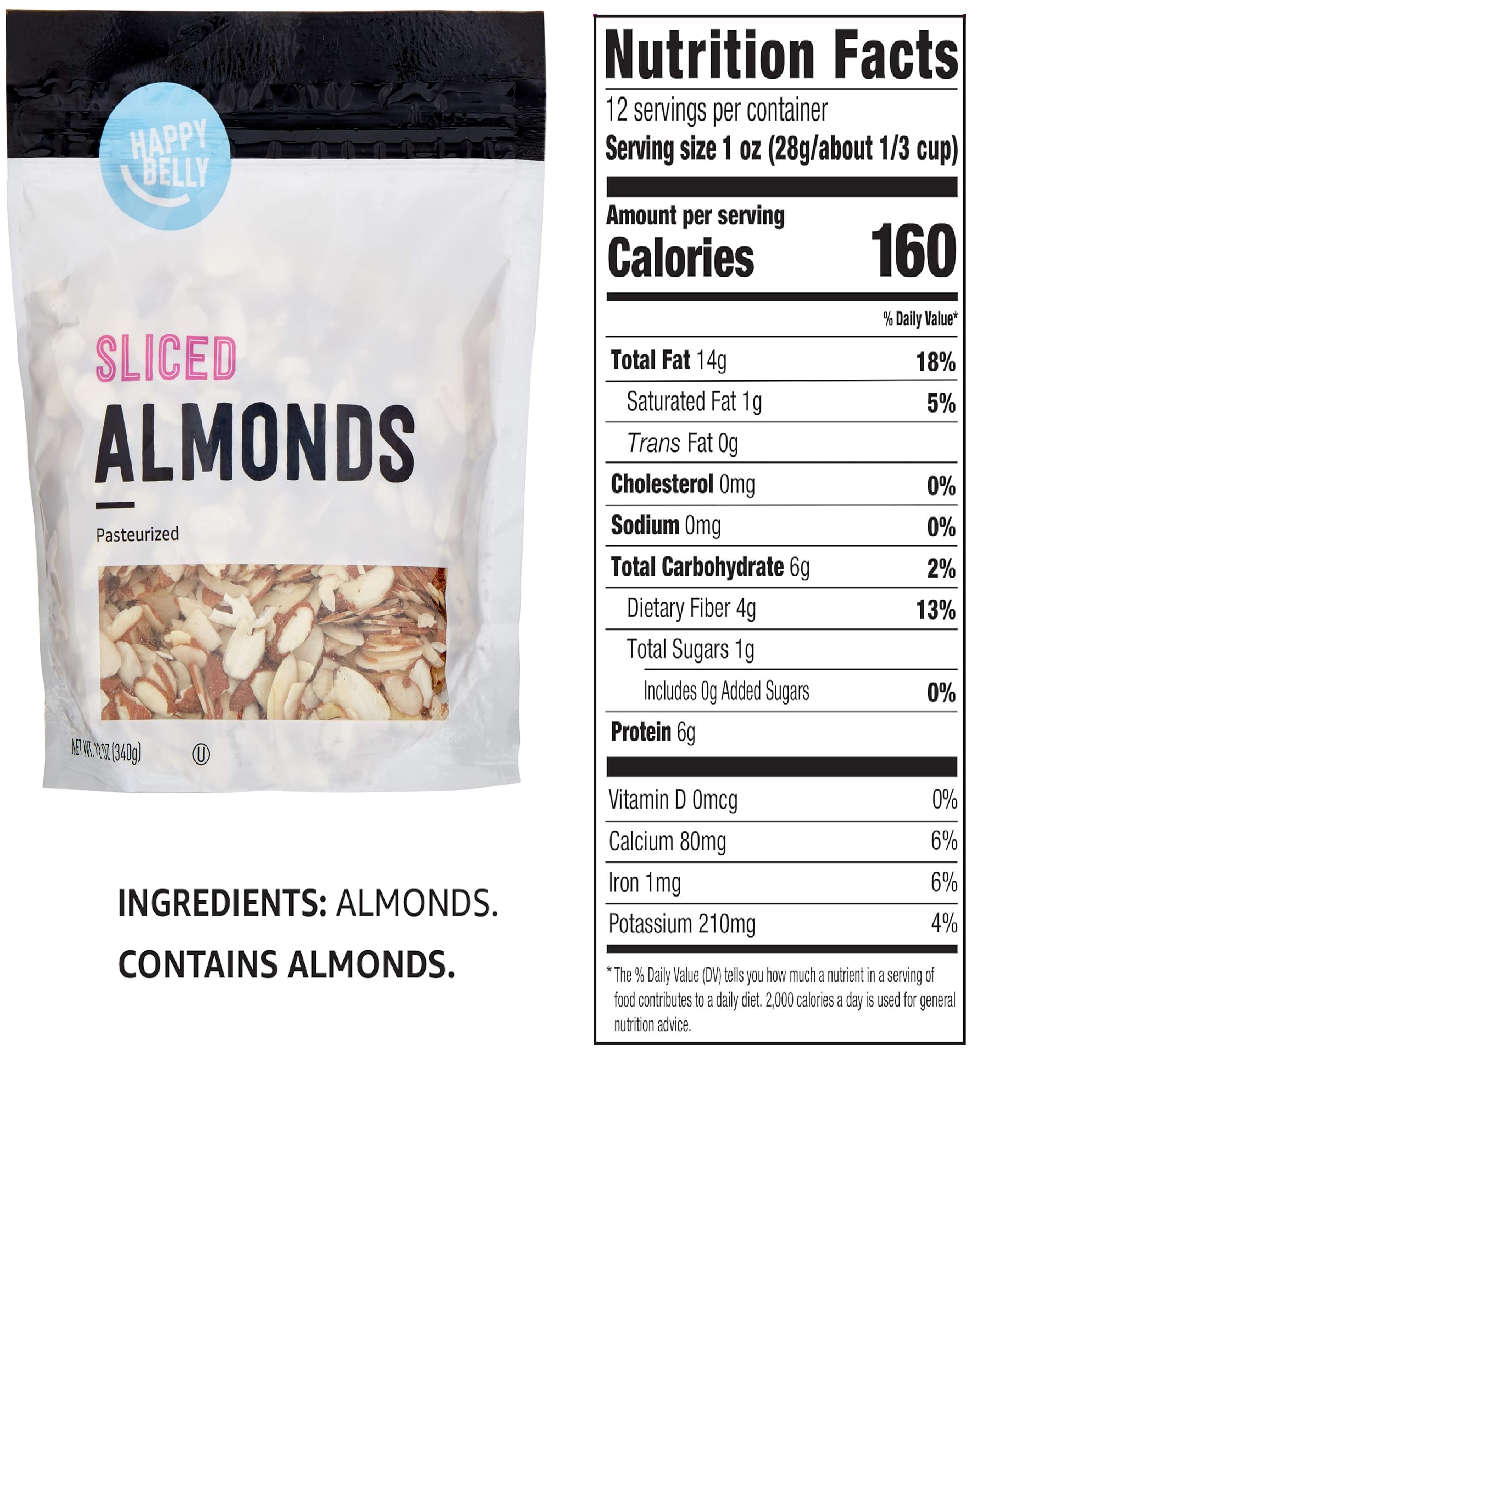 HAPPY
BELLY
SLICED
ALMONDS
Pasteurized
NET WT. 12 OZ (340g)
U
INGREDIENTS: ALMONDS.
CONTAINS ALMONDS.
Nutrition Facts
12 servings per container
Serving size 1 oz (28g/about 1/3 cup)
Amount per serving
Calories 160
% Daily Value*
Total Fat 14g 18%
Saturated Fat 1g 5%
Trans Fat 0g
Cholesterol 0mg 0%
Sodium 0mg 0%
Total Carbohydrate 6g 2%
Dietary Fiber 4g 13%
Total Sugars 1g
Includes 0g Added Sugars 0%
Protein 6g
Vitamin D 0mcg 0%
Calcium 80mg 6%
Iron 1mg 6%
Potassium 210mg 4%
* The % Daily Value (DV) tells you how much a nutrient in a serving of
food contributes to a daily diet. 2,000 calories a day is used for general
nutrition advice.